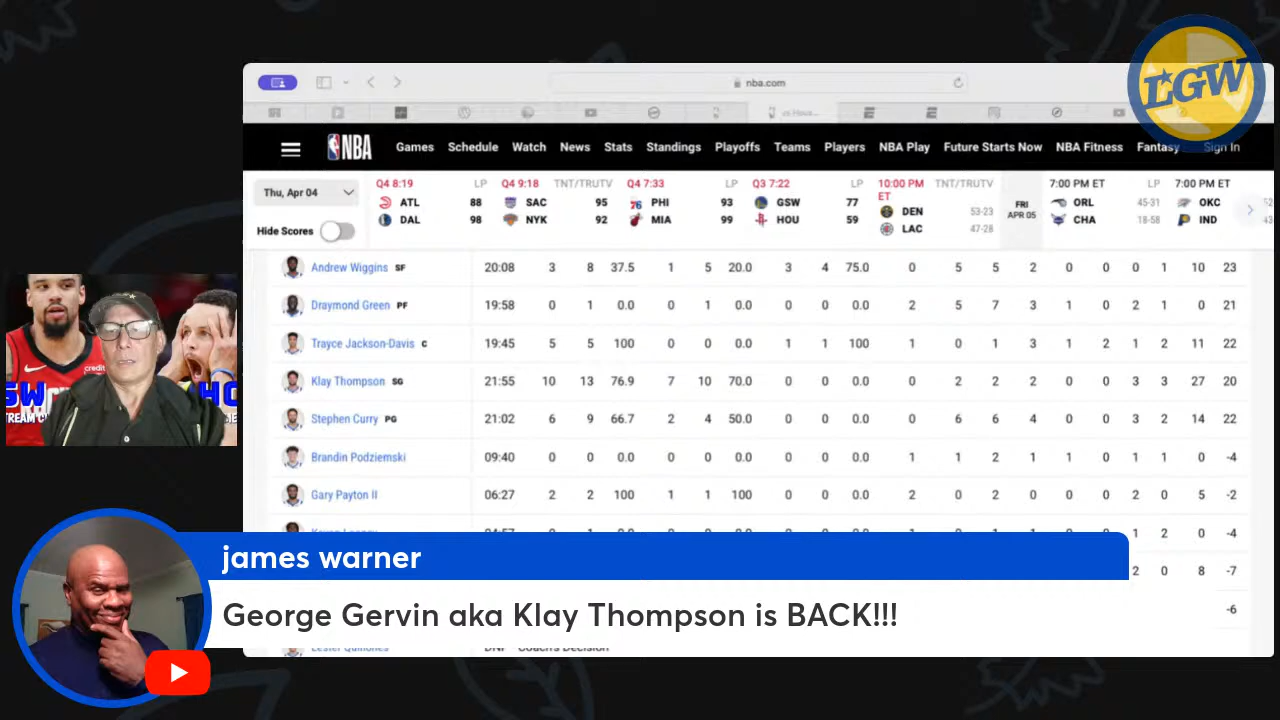 LGW
nba.com
vs Hous...
NBA Games Schedule Watch News Stats Standings Playoffs Teams Players NBA Play Future Starts Now NBA Fitness Fantasy Sign In
Thu, Apr 04
Hide Scores
Q4 8:19 LP
ATL 88
DAL 98
Q4 9:18 TNT/TRUTV
SAC 95
NYK 92
Q4 7:33 LP
PHI 93
MIA 99
Q3 7:22 LP
GSW 77
HOU 59
10:00 PM ET TNT/TRUTV
DEN 53-23
LAC 47-28
FRI
APR 05
7:00 PM ET LP
ORL 45-31
CHA 18-58
7:00 PM ET
OKC
IND
Andrew Wiggins SF 20:08 3 8 37.5 1 5 20.0 3 4 75.0 0 5 5 2 0 0 0 1 10 23
Draymond Green PF 19:58 0 1 0.0 0 1 0.0 0 0 0.0 2 5 7 3 1 0 2 1 0 21
Trayce Jackson-Davis C 19:45 5 5 100 0 0 0.0 1 1 100 1 0 1 3 1 2 1 2 11 22
Klay Thompson SG 21:55 10 13 76.9 7 10 70.0 0 0 0.0 0 2 2 2 0 0 3 3 27 20
Stephen Curry PG 21:02 6 9 66.7 2 4 50.0 0 0 0.0 0 6 6 4 0 0 3 2 14 22
Brandin Podziemski 09:40 0 0 0.0 0 0 0.0 0 0 0.0 1 1 2 1 1 0 1 1 0 -4
Gary Payton II 06:27 2 2 100 1 1 100 0 0 0.0 2 0 2 0 0 0 2 0 5 -2
1 2 0 -4
2 0 8 -7
-6
james warner
George Gervin aka Klay Thompson is BACK!!!